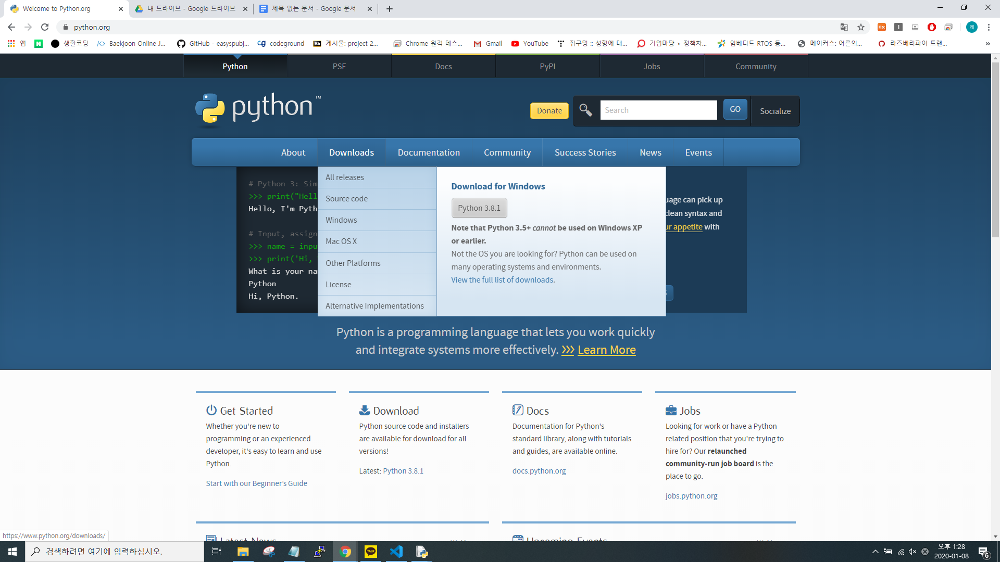 Welcome to Python.org
내 드라이브 - Google 드라이브
제목 없는 문서 - Google 문서
python.org
앱
생활코딩
Baekjoon Online J...
GitHub - easyspubj...
codeground
게시물: project 2...
Chrome 원격 데스...
Gmail
YouTube
쥐구멍 :: 성형에 대...
기업마당 > 정책차...
임베디드 RTOS 동...
메이커스: 어른의...
라즈베리파이 트랜...
Python
PSF
Docs
PyPI
Jobs
Community
python™
Donate
Search
GO
Socialize
About
Downloads
Documentation
Community
Success Stories
News
Events
# Python 3: Sim
>>> print("Hell
Hello, I'm Pyth
# Input, assign
>>> name = inpu
>>> print('Hi,
What is your na
Python
Hi, Python.
All releases
Source code
Windows
Mac OS X
Other Platforms
License
Alternative Implementations
Download for Windows
Python 3.8.1
Note that Python 3.5+ cannot be used on Windows XP
or earlier.
Not the OS you are looking for? Python can be used on
many operating systems and environments.
View the full list of downloads.
uage can pick up
clean syntax and
ur appetite with
Python is a programming language that lets you work quickly
and integrate systems more effectively. >>> Learn More
Get Started
Whether you're new to
programming or an experienced
developer, it's easy to learn and use
Python.
Start with our Beginner's Guide
Download
Python source code and installers
are available for download for all
versions!
Latest: Python 3.8.1
Docs
Documentation for Python's
standard library, along with tutorials
and guides, are available online.
docs.python.org
Jobs
Looking for work or have a Python
related position that you're trying to
hire for? Our relaunched
community-run job board is the
place to go.
jobs.python.org
Latest News
Upcoming Events
https://www.python.org/downloads/
검색하려면 여기에 입력하십시오.
오후 1:28
2020-01-08
6